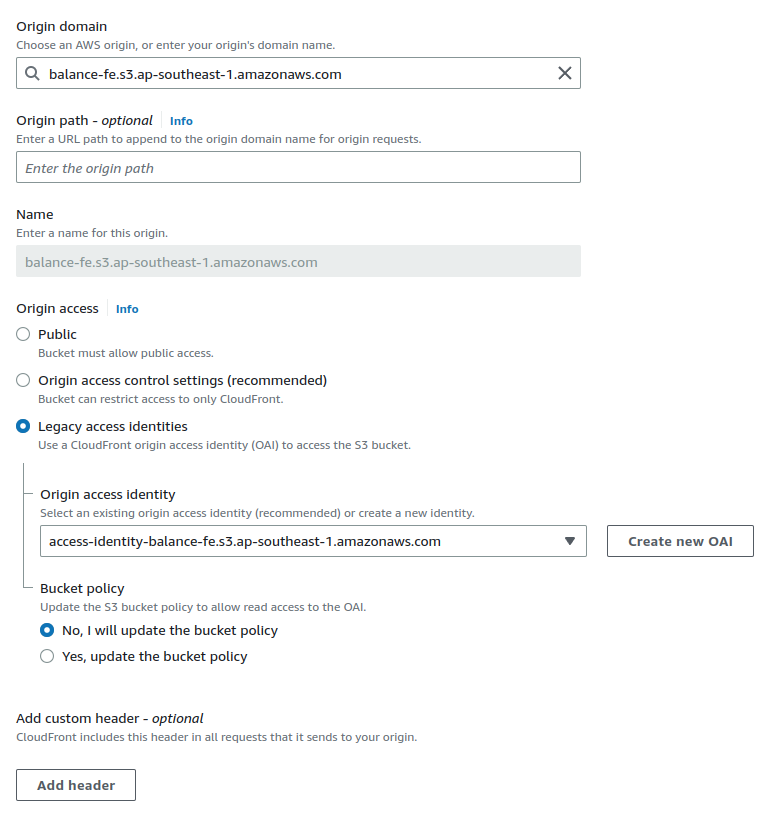 Origin domain
Choose an AWS origin, or enter your origin's domain name.
balance-fe.s3.ap-southeast-1.amazonaws.com
Origin path - optional Info
Enter a URL path to append to the origin domain name for origin requests.
Enter the origin path
Name
Enter a name for this origin.
balance-fe.s3.ap-southeast-1.amazonaws.com
Origin access Info
Public
Bucket must allow public access.
Origin access control settings (recommended)
Bucket can restrict access to only CloudFront.
Legacy access identities
Use a CloudFront origin access identity (OAI) to access the S3 bucket.
Origin access identity
Select an existing origin access identity (recommended) or create a new identity.
access-identity-balance-fe.s3.ap-southeast-1.amazonaws.com Create new OAI
Bucket policy
Update the S3 bucket policy to allow read access to the OAI.
No, I will update the bucket policy
Yes, update the bucket policy
Add custom header - optional
CloudFront includes this header in all requests that it sends to your origin.
Add header